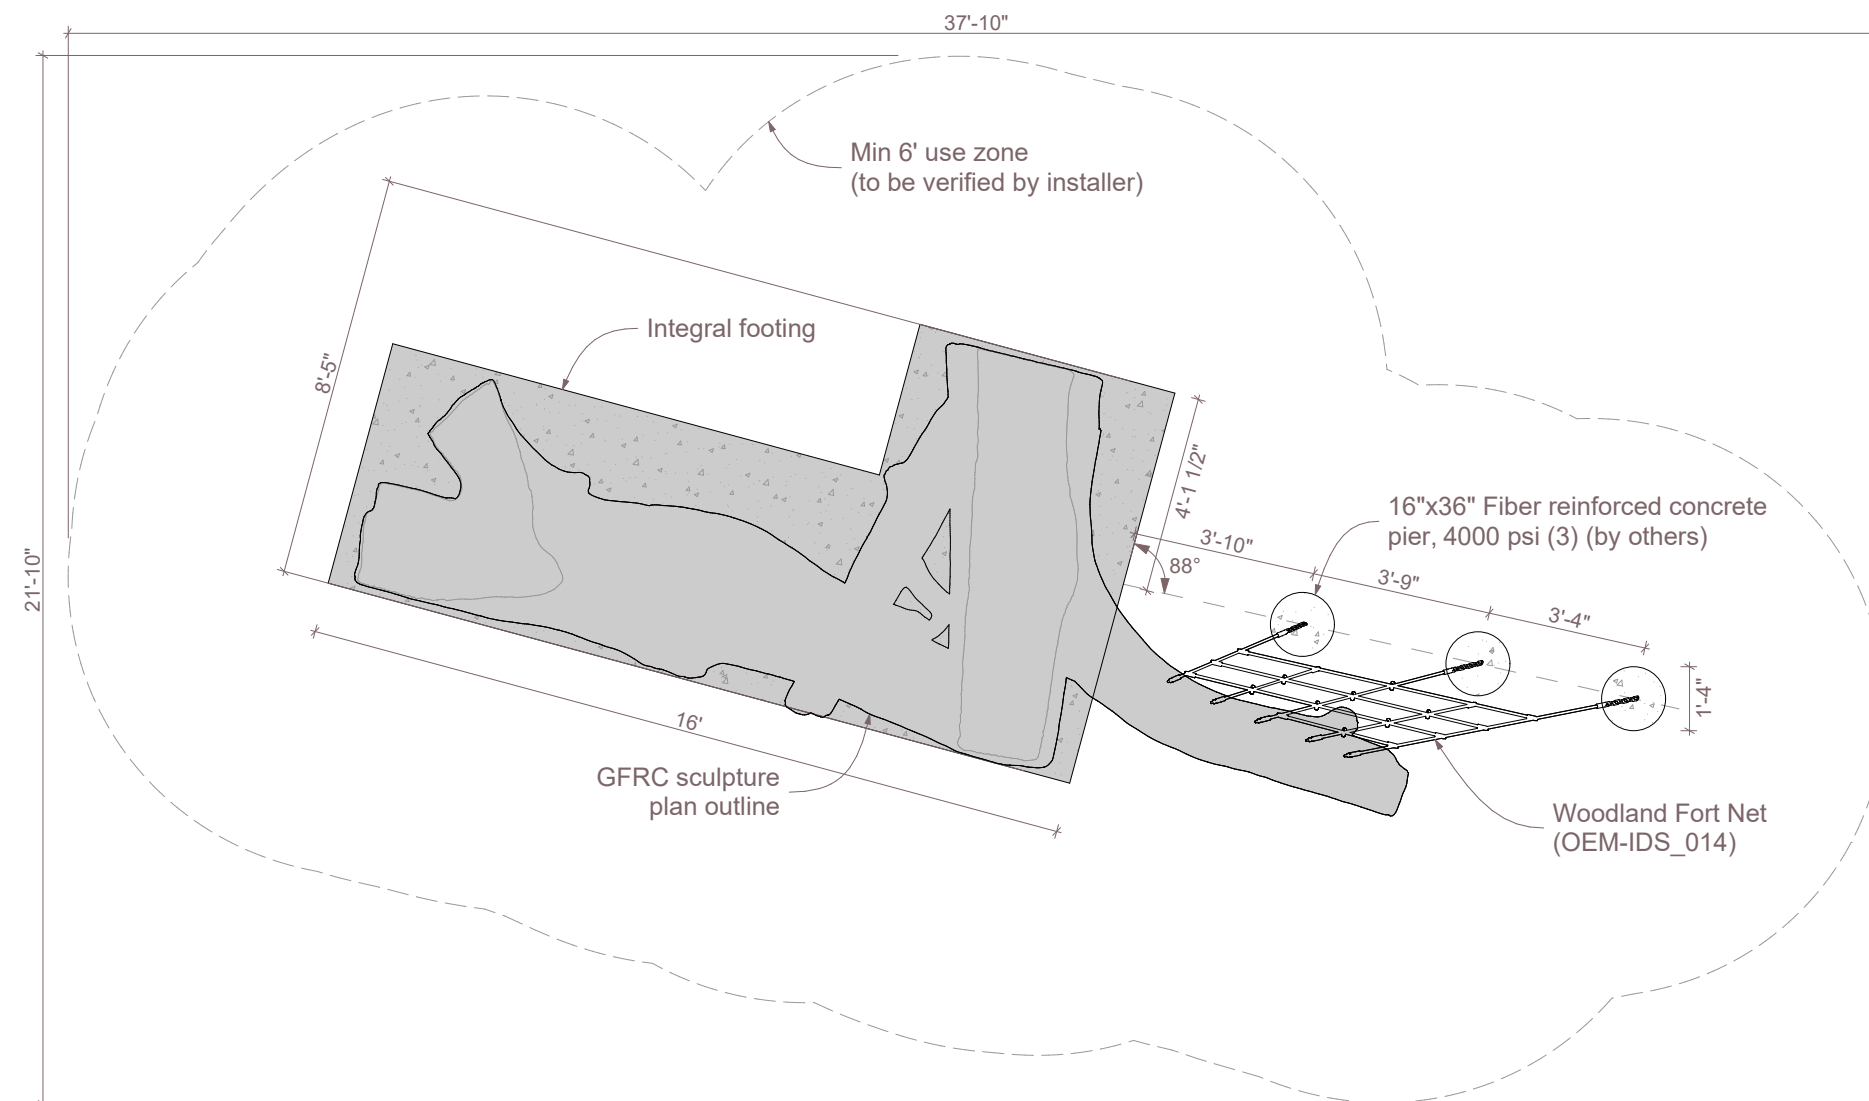 37'-10"
Min 6' use zone
(to be verified by installer)
Integral footing
8'-5"
4'-1 1/2"
16"x36" Fiber reinforced concrete
pier, 4000 psi (3) (by others)
3'-10"
88°
3'-9"
3'-4"
21'-10"
1'-4"
16'
GFRC sculpture
plan outline
Woodland Fort Net
(OEM-IDS_014)